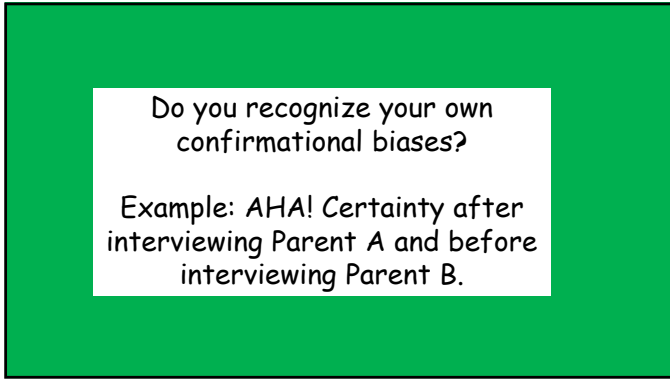 Do you recognize your own
confirmational biases?
Example: AHA! Certainty after
interviewing Parent A and before
interviewing Parent B.